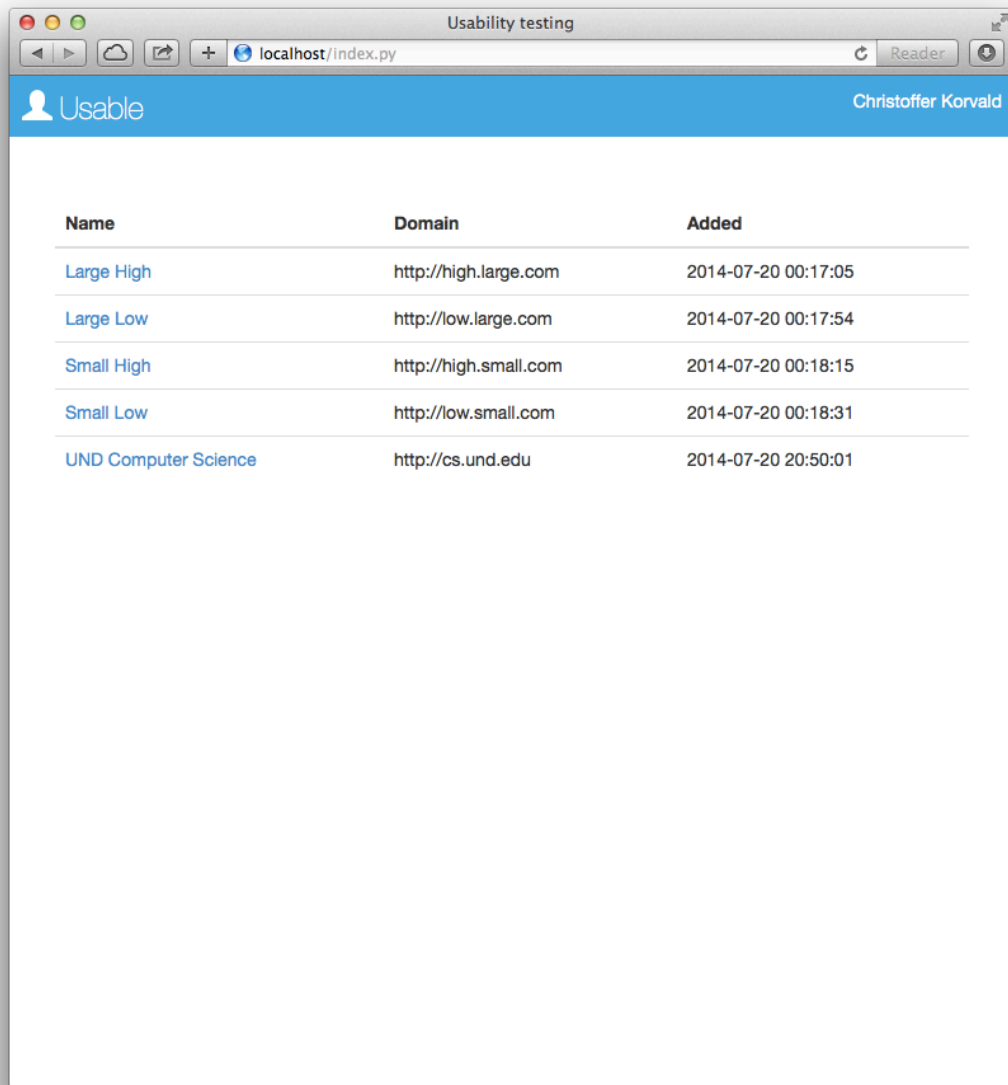 Usability testing
localhost/index.py
Reader
Usable
Christoffer Korvald
Name Domain Added
Large High http://high.large.com 2014-07-20 00:17:05
Large Low http://low.large.com 2014-07-20 00:17:54
Small High http://high.small.com 2014-07-20 00:18:15
Small Low http://low.small.com 2014-07-20 00:18:31
UND Computer Science http://cs.und.edu 2014-07-20 20:50:01